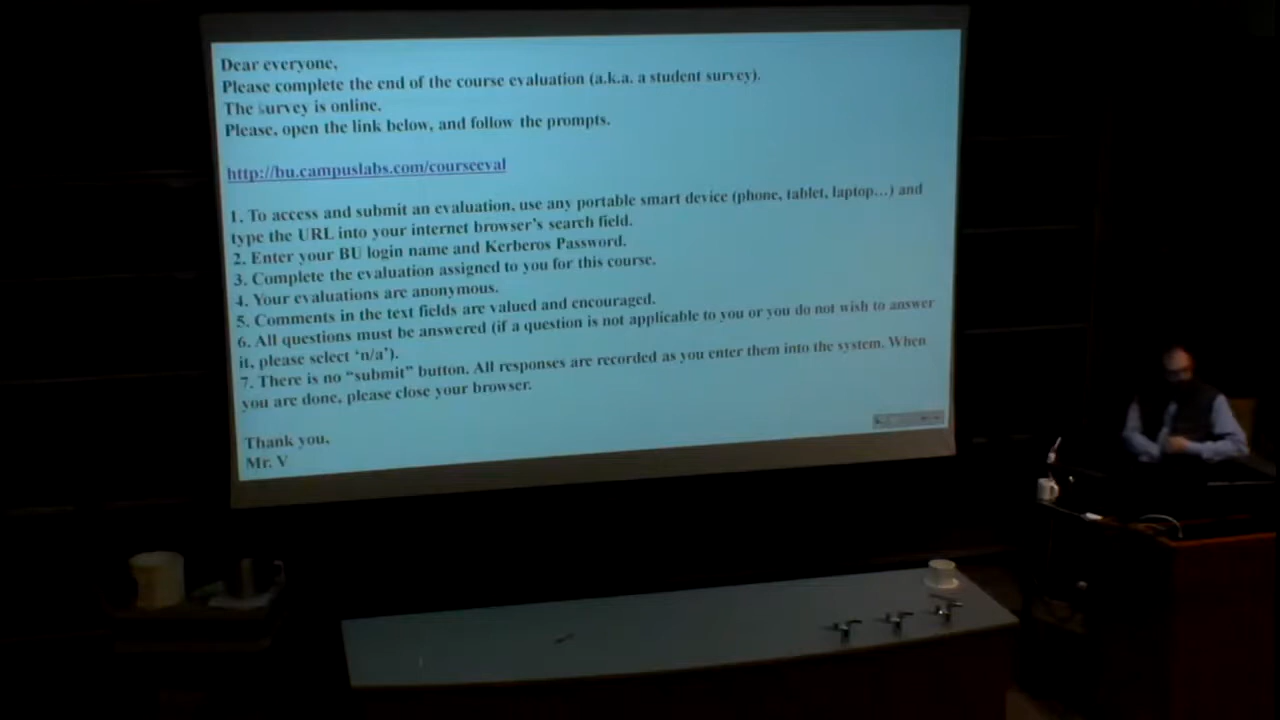 Dear everyone,
Please complete the end of the course evaluation (a.k.a. a student survey).
The survey is online.
Please, open the link below, and follow the prompts.
http://bu.campuslabs.com/courseeval
1. To access and submit an evaluation, use any portable smart device (phone, tablet, laptop…) and
type the URL into your internet browser's search field.
2. Enter your BU login name and Kerberos Password.
3. Complete the evaluation assigned to you for this course.
4. Your evaluations are anonymous.
5. Comments in the text fields are valued and encouraged.
6. All questions must be answered (if a question is not applicable to you or you do not wish to answer
it, please select 'n/a').
7. There is no "submit" button. All responses are recorded as you enter them into the system. When
you are done, please close your browser.
Thank you,
Mr. V